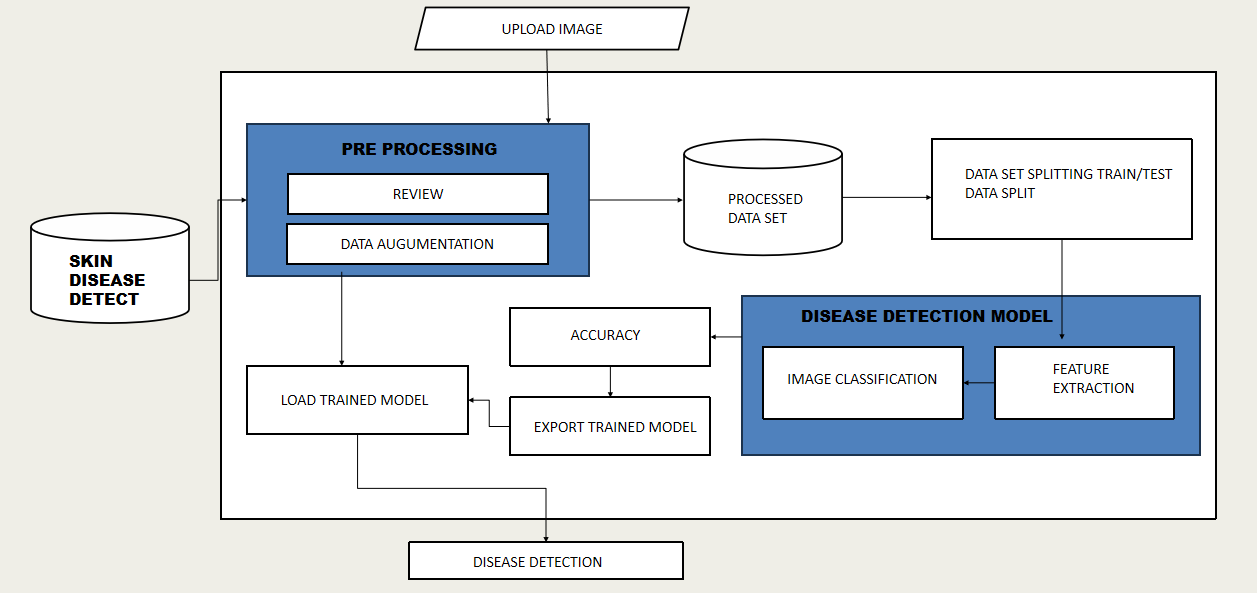 UPLOAD IMAGE
PRE PROCESSING
REVIEW
DATA AUGUMENTATION
PROCESSED
DATA SET
DATA SET SPLITTING TRAIN/TEST
DATA SPLIT
SKIN
DISEASE
DETECT
DISEASE DETECTION MODEL
ACCURACY
IMAGE CLASSIFICATION
FEATURE
EXTRACTION
LOAD TRAINED MODEL
EXPORT TRAINED MODEL
DISEASE DETECTION